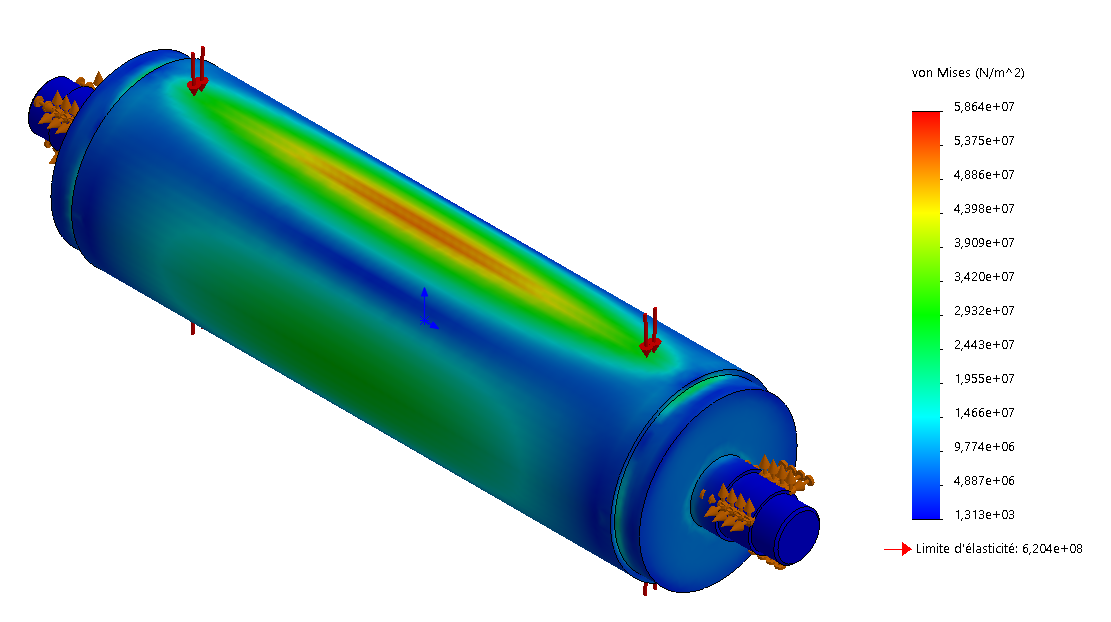 von Mises (N/m^2)
5,864e+07
5,375e+07
4,886e+07
4,398e+07
3,909e+07
3,420e+07
2,932e+07
2,443e+07
1,955e+07
1,466e+07
9,774e+06
4,887e+06
1,313e+03
Limite d'élasticité: 6,204e+08